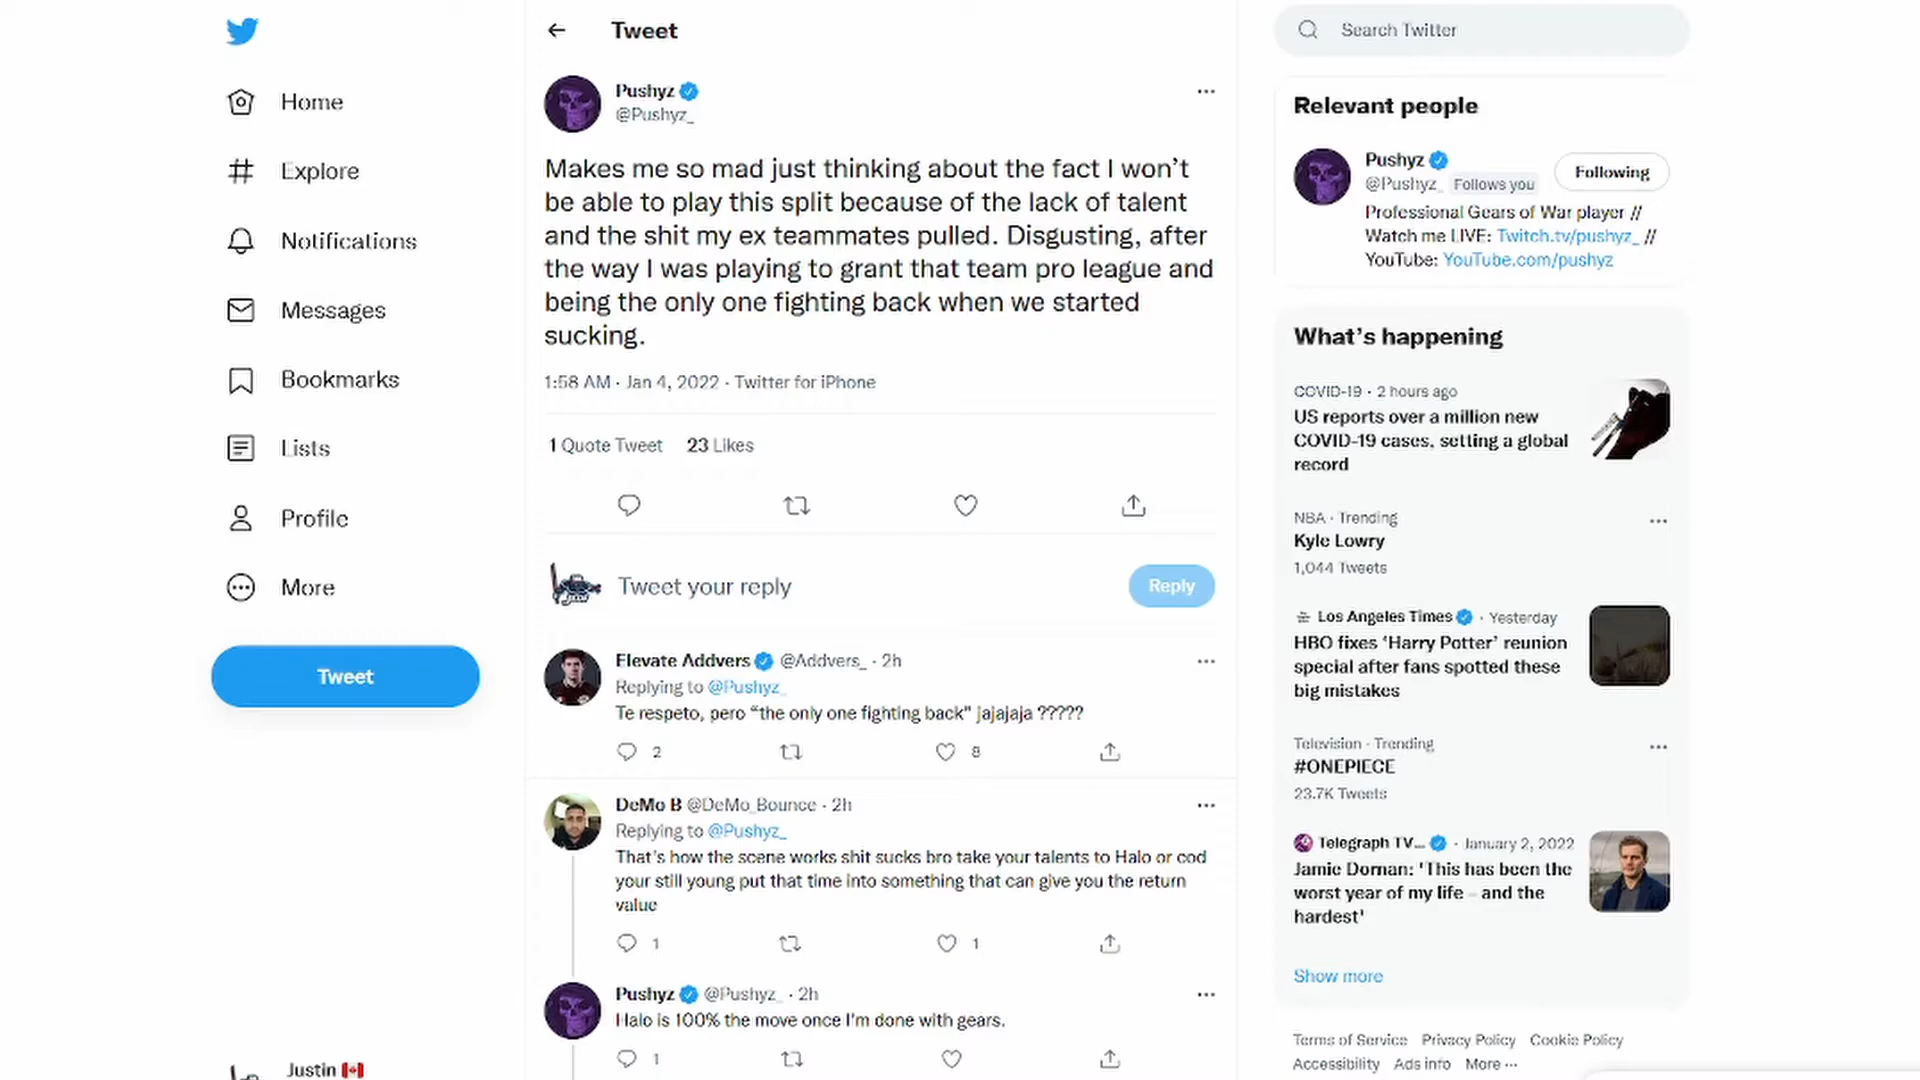 Home
Explore
Notifications
Messages
Bookmarks
Lists
Profile
More
Tweet
Justin
Tweet
Pushyz
@Pushyz_
Makes me so mad just thinking about the fact I won't
be able to play this split because of the lack of talent
and the shit my ex teammates pulled. Disgusting, after
the way I was playing to grant that team pro league and
being the only one fighting back when we started
sucking.
1:58 AM · Jan 4, 2022 · Twitter for iPhone
1 Quote Tweet 23 Likes
Tweet your reply
Reply
Elevate Addvers @Addvers_ · 2h
Replying to @Pushyz_
Te respeto, pero “the only one fighting back” jajajaja ?????
2 8
DeMo B @DeMo_Bounce · 2h
Replying to @Pushyz_
That's how the scene works shit sucks bro take your talents to Halo or cod
your still young put that time into something that can give you the return
value
1 1
Pushyz @Pushyz_ · 2h
Halo is 100% the move once I'm done with gears.
1
Search Twitter
Relevant people
Pushyz
@Pushyz_ Follows you
Following
Professional Gears of War player //
Watch me LIVE: Twitch.tv/pushyz_ //
YouTube: YouTube.com/pushyz
What's happening
COVID-19 · 2 hours ago
US reports over a million new
COVID-19 cases, setting a global
record
NBA · Trending
Kyle Lowry
1,044 Tweets
Los Angeles Times · Yesterday
HBO fixes ‘Harry Potter’ reunion
special after fans spotted these
big mistakes
Television · Trending
#ONEPIECE
23.7K Tweets
Telegraph TV... · January 2, 2022
Jamie Dornan: 'This has been the
worst year of my life – and the
hardest'
Show more
Terms of Service Privacy Policy Cookie Policy
Accessibility Ads info More ···